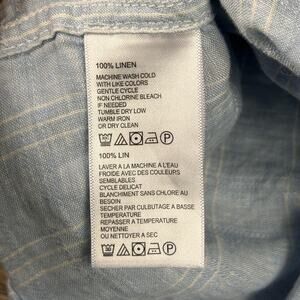 100% LINEN
MACHINE WASH COLD
WITH LIKE COLORS
GENTLE CYCLE
NON CHLORINE BLEACH
IF NEEDED
TUMBLE DRY LOW
WARM IRON
OR DRY CLEAN
100% LIN
LAVER A LA MACHINE A L'EAU
FROIDE AVEC DES COULEURS
SEMBLABLES
CYCLE DELICAT
BLANCHIMENT SANS CHLORE AU
BESOIN
SECHER PAR CULBUTAGE A BASSE
TEMPERATURE
REPASSER A TEMPERATURE
MOYENNE
OU NETTOYER A SEC